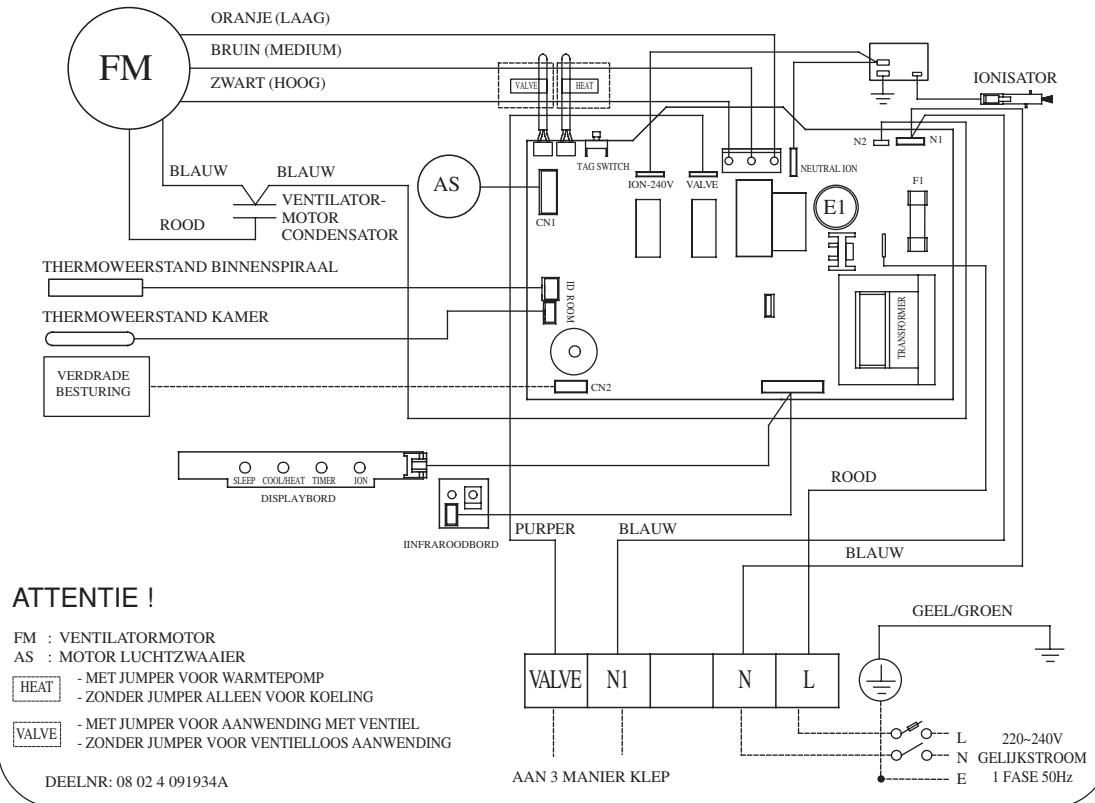 ORANJE (LAAG)
BRUIN (MEDIUM)
ZWART (HOOG)
FM
VALVE
HEAT
IONISATOR
BLAUW
BLAUW
ROOD
VENTILATOR-
MOTOR
CONDENSATOR
AS
TAG SWITCH
CN1
ION-240V
VALVE
NEUTRAL ION
N2
N1
E1
F1
THERMOWEERSTAND BINNENSPIRAAL
THERMOWEERSTAND KAMER
ID ROOM
TRANSFORMER
VERDRADE
BESTURING
CN2
SLEEP COOL/HEAT TIMER ION
DISPLAYBORD
IINFRAROODBORD
ROOD
PURPER
BLAUW
BLAUW
GEEL/GROEN
ATTENTIE !
FM : VENTILATORMOTOR
AS : MOTOR LUCHTZWAAIER
HEAT
- MET JUMPER VOOR WARMTEPOMP
- ZONDER JUMPER ALLEEN VOOR KOELING
VALVE
- MET JUMPER VOOR AANWENDING MET VENTIEL
- ZONDER JUMPER VOOR VENTIELLOOS AANWENDING
DEELNR: 08 02 4 091934A
VALVE N1 N L
AAN 3 MANIER KLEP
L
N
E
220~240V
GELIJKSTROOM
1 FASE 50Hz